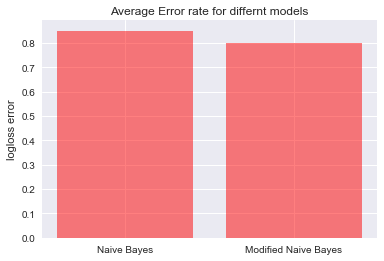 Average Error rate for differnt models
logloss error
0.8
0.7
0.6
0.5
0.4
0.3
0.2
0.1
0.0
Naive Bayes
Modified Naive Bayes